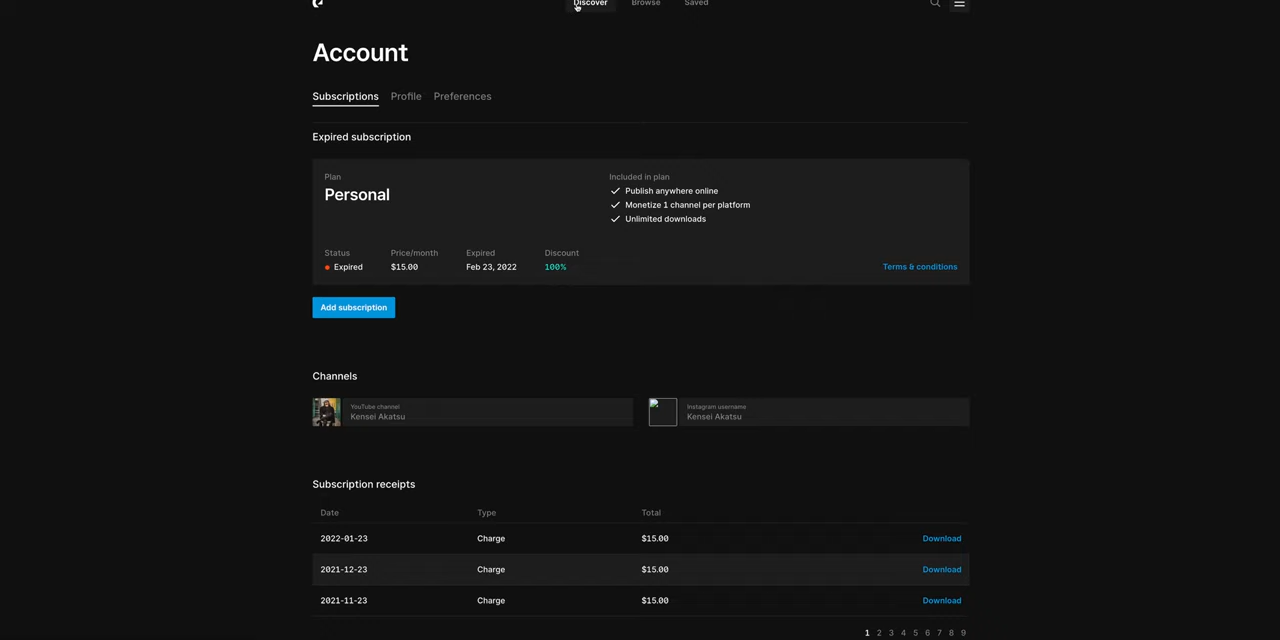 Discover Browse Saved
Account
Subscriptions Profile Preferences
Expired subscription
Plan Included in plan
Personal
Publish anywhere online
Monetize 1 channel per platform
Unlimited downloads
Status Price/month Expired Discount
Expired $15.00 Feb 23, 2022 100% Terms & conditions
Add subscription
Channels
YouTube channel Instagram username
Kensei Akatsu Kensei Akatsu
Subscription receipts
Date Type Total
2022-01-23 Charge $15.00 Download
2021-12-23 Charge $15.00 Download
2021-11-23 Charge $15.00 Download
1 2 3 4 5 6 7 8 9